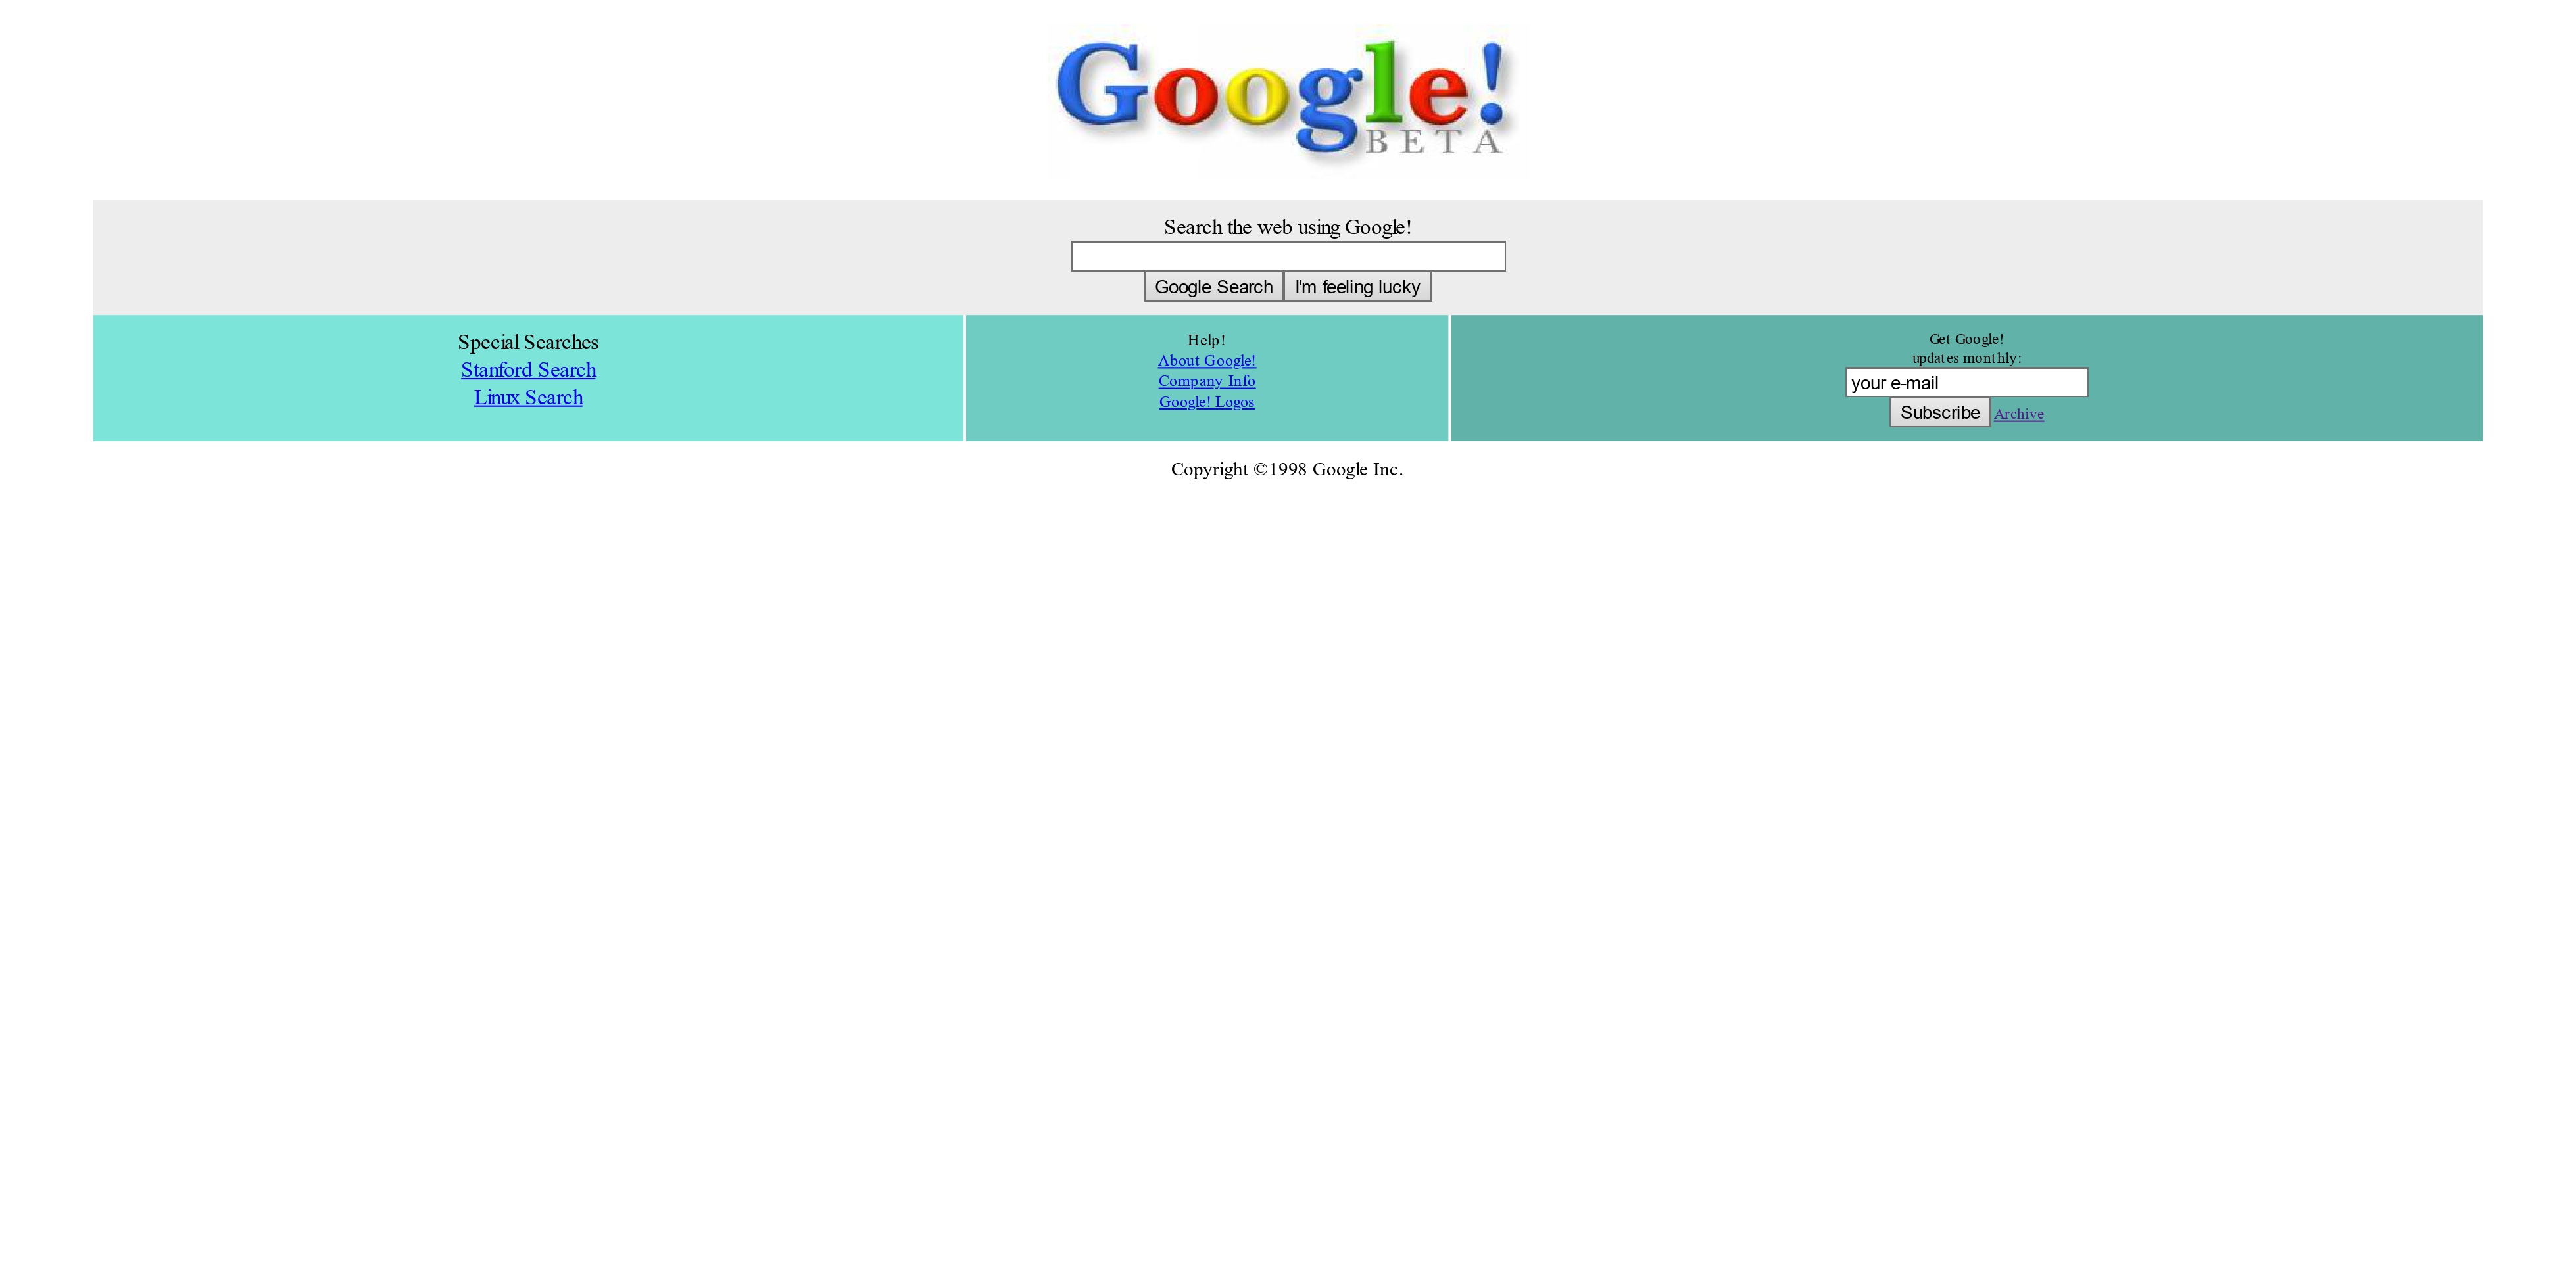 Google!
BETA
Search the web using Google!
Google Search I'm feeling lucky
Special Searches
Stanford Search
Linux Search
Help!
About Google!
Company Info
Google! Logos
Get Google!
updates monthly:
your e-mail
Subscribe Archive
Copyright ©1998 Google Inc.